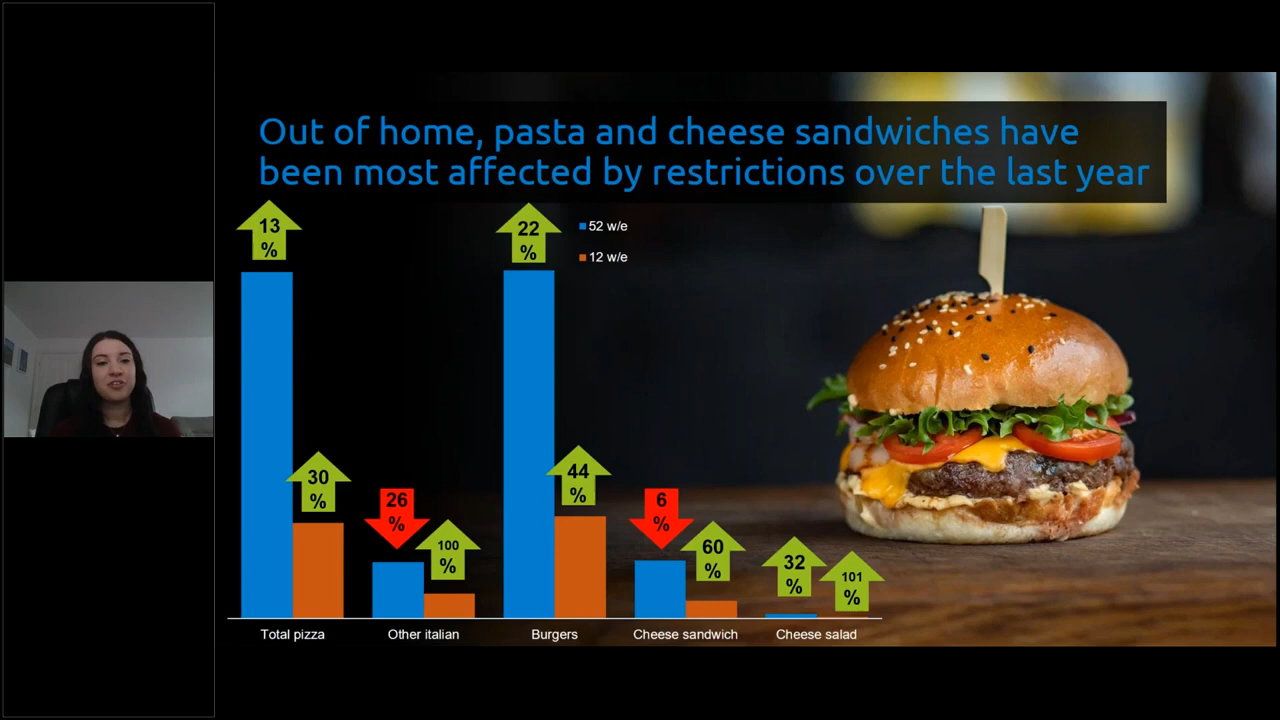 Out of home, pasta and cheese sandwiches have
been most affected by restrictions over the last year
13
%
22
%
52 w/e
12 w/e
30
%
44
%
26
%
6
%
100
%
60
%
32
%
101
%
Total pizza
Other italian
Burgers
Cheese sandwich
Cheese salad